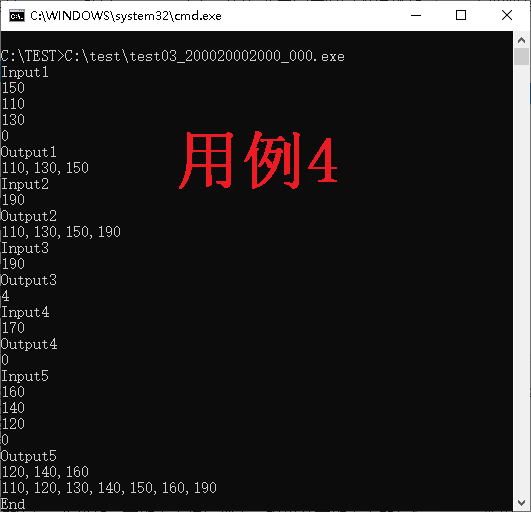 C:\WINDOWS\system32\cmd.exe
C:\TEST>C:\test\test03_200020002000_000.exe
Input1
150
110
130
0
Output1
110,130,150
Input2
190
Output2
110,130,150,190
Input3
190
Output3
4
Input4
170
Output4
0
Input5
160
140
120
0
Output5
120,140,160
110,120,130,140,150,160,190
End
用例4